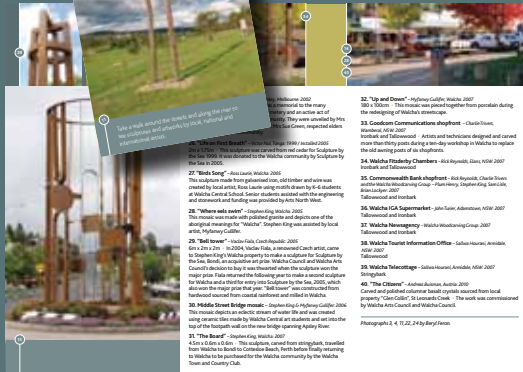 24
25
14
28
40
Take a walk around the streets and along the river to
see sculptures and artworks by local, national and
international artists.
Melbourne 2002
is a memorial to the many
metery and an active act of
They were unveiled by Mrs
Mrs Sue Green, respected elders
26. "Life on First Breath" - Victor Hui, Tonga 1999 / Installed 2005
2m x 1.75m · This sculpture was carved from red cedar for Sculpture by
the Sea 1999. It was donated to the Walcha community by Sculpture by
the Sea in 2005.
27. "Birds Song" - Ross Laurie, Walcha 2005
This sculpture made from galvanised iron, old timber and wire was
created by local artist, Ross Laurie using motifs drawn by K-6 students
at Walcha Central School. Senior students assisted with the engineering
and stonework and funding was provided by Arts North West.
28. "Where eels swim" - Stephen King, Walcha 2005
This mosaic was made with polished granite and depicts one of the
aboriginal meanings for "Walcha". Stephen King was assisted by local
artist, Myfanwy Gullifer.
29. "Bell tower" - Vaclav Fiala, Czech Republic 2005
6m x 2m x 2m · In 2004, Vaclav Fiala, a renowned Czech artist, came
to Stephen King's Walcha property to make a sculpture for Sculpture by
the Sea, Bondi, an acquisitive art prize. Walcha Council and Walcha Arts
Council's decision to buy it was thwarted when the sculpture won the
major prize. Fiala returned the following year to make a second sculpture
for Walcha and a third for entry into Sculpture by the Sea, 2005, which
also won the major prize that year. "Bell tower" was constructed from
hardwood sourced from coastal rainforest and milled in Walcha.
30. Middle Street Bridge mosaic - Stephen King & Myfanwy Gullifer 2006
This mosaic depicts an eclectic stream of water life and was created
using ceramic tiles made by Walcha Central art students and set into the
top of the footpath wall on the new bridge spanning Apsley River.
31. "The Board" - Stephen King, Walcha 2007
4.5m x 0.6m x 0.6m · This sculpture, carved from stringybark, travelled
from Walcha to Bondi to Cottesloe Beach, Perth before finally returning
to Walcha to be purchased for the Walcha community by the Walcha
Town and Country Club.
32. "Up and Down" - Myfanwy Gullifer, Walcha 2007
180 x 100cm · This mosaic was pieced together from porcelain during
the redesigning of Walcha's streetscape.
33. Goodcom Communications shopfront - Charlie Trivers,
Wamberal, NSW 2007
Ironbark and Tallowwood · Artists and technicians designed and carved
more than thirty posts during a ten-day workshop in Walcha to replace
the old awning posts of six shopfronts.
34. Walcha Fitzderby Chambers - Rick Reynolds, Elans, NSW 2007
Ironbark and Tallowwood
35. Commonwealth Bank shopfront - Rick Reynolds, Charlie Trivers
and the Walcha Woodcarving Group - Plum Henry, Stephen King, Sam Lisle,
Brian Lockyer 2007
Tallowwood and Ironbark
36. Walcha IGA Supermarket - John Tuner, Adamstown, NSW 2007
Tallowwood and Ironbark
37. Walcha Newsagency - Walcha Woodcarving Group 2007
Tallowwood
38. Walcha Tourist Information Office - Saliwa Hourani, Armidale,
NSW 2007
Tallowwood
39. Walcha Telecottage - Saliwa Hourani, Armidale, NSW 2007
Stringybark
40. "The Citizens" - Andreas Buisman, Austria 2010
Carved and polished columnar basalt crystals sourced from local
property "Glen Collin", St Leonards Creek · The work was commissioned
by Walcha Arts Council and Walcha Council.
Photographs 3, 4, 11, 22, 24 by Beryl Feron